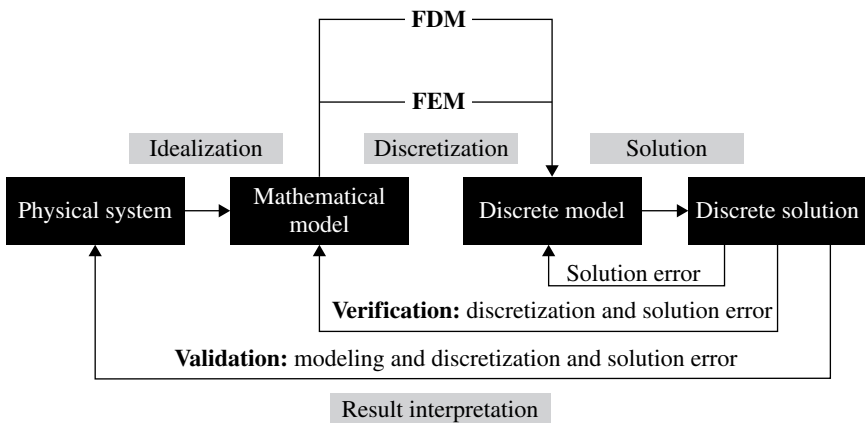 FDM
FEM
Idealization
Discretization
Solution
Physical system
Mathematical
model
Discrete model
Discrete solution
Solution error
Verification: discretization and solution error
Validation: modeling and discretization and solution error
Result interpretation